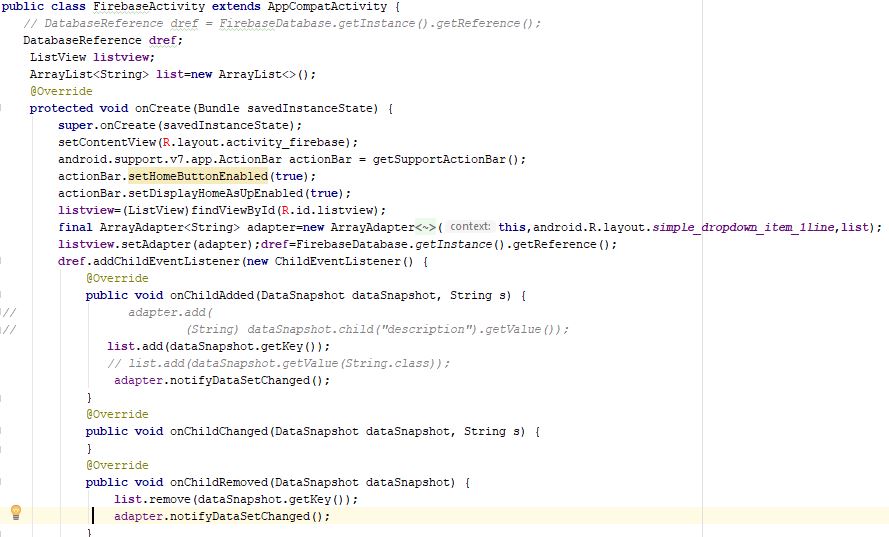 public class FirebaseActivity extends AppCompatActivity {
// DatabaseReference dref = FirebaseDatabase.getInstance().getReference();
DatabaseReference dref;
ListView listview;
ArrayList<String> list=new ArrayList<>();
@Override
protected void onCreate(Bundle savedInstanceState) {
super.onCreate(savedInstanceState);
setContentView(R.layout.activity_firebase);
android.support.v7.app.ActionBar actionBar = getSupportActionBar();
actionBar.setHomeButtonEnabled(true);
actionBar.setDisplayHomeAsUpEnabled(true);
listview=(ListView)findViewById(R.id.listview);
final ArrayAdapter<String> adapter=new ArrayAdapter<~>( context: this,android.R.layout.simple_dropdown_item_1line,list);
listview.setAdapter(adapter);dref=FirebaseDatabase.getInstance().getReference();
dref.addChildEventListener(new ChildEventListener() {
@Override
public void onChildAdded(DataSnapshot dataSnapshot, String s) {
// adapter.add(
// (String) dataSnapshot.child("description").getValue());
list.add(dataSnapshot.getKey());
// list.add(dataSnapshot.getValue(String.class));
adapter.notifyDataSetChanged();
}
@Override
public void onChildChanged(DataSnapshot dataSnapshot, String s) {
}
@Override
public void onChildRemoved(DataSnapshot dataSnapshot) {
list.remove(dataSnapshot.getKey());
adapter.notifyDataSetChanged();
}